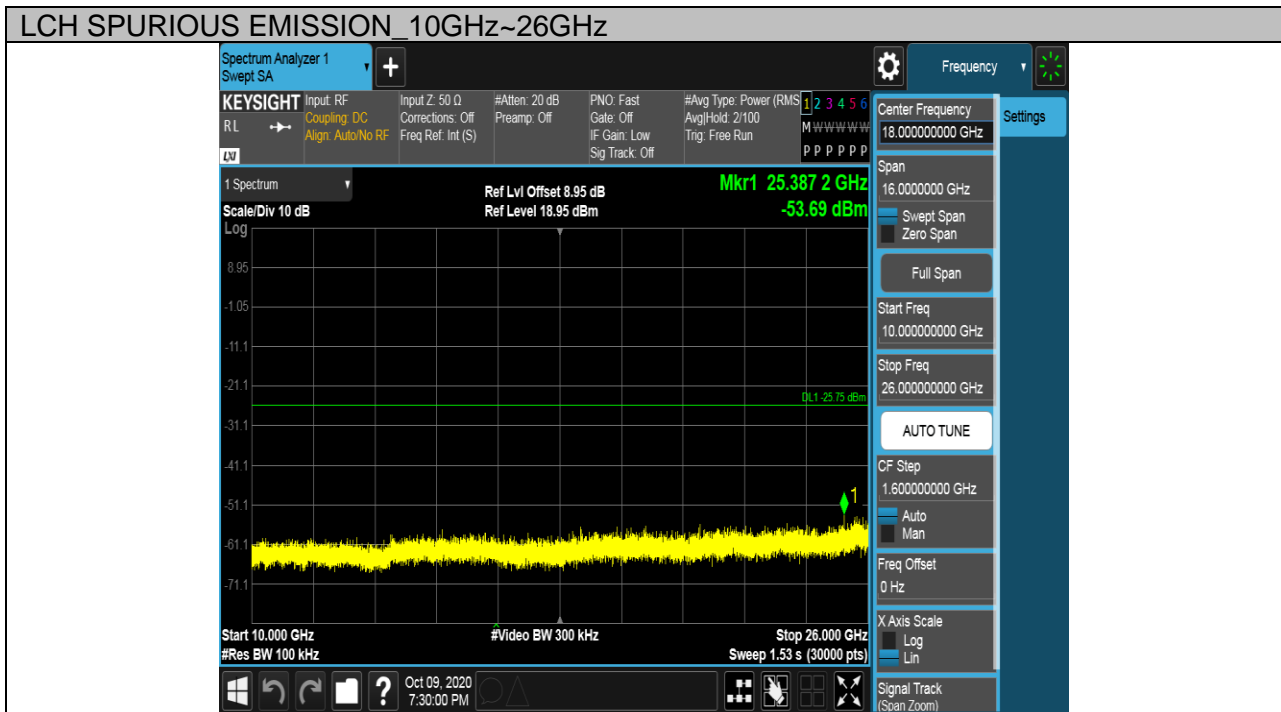 LCH SPURIOUS EMISSION_10GHz~26GHz
Spectrum Analyzer 1
Swept SA
Frequency
KEYSIGHT
RL
LXI
Input: RF
Coupling: DC
Align: Auto/No RF
Input Z: 50 Ω
Corrections: Off
Freq Ref: Int (S)
#Atten: 20 dB
Preamp: Off
PNO: Fast
Gate: Off
IF Gain: Low
Sig Track: Off
#Avg Type: Power (RMS
Avg|Hold: 2/100
Trig: Free Run
1 2 3 4 5 6
M W W W W W
P P P P P P
Center Frequency
18.000000000 GHz
Settings
Span
16.0000000 GHz
Swept Span
Zero Span
Full Span
Start Freq
10.000000000 GHz
Stop Freq
26.000000000 GHz
AUTO TUNE
CF Step
1.600000000 GHz
Auto
Man
Freq Offset
0 Hz
X Axis Scale
Log
Lin
Signal Track
(Span Zoom)
1 Spectrum
Scale/Div 10 dB
Log
Ref Lvl Offset 8.95 dB
Ref Level 18.95 dBm
Mkr1 25.387 2 GHz
-53.69 dBm
8.95
-1.05
-11.1
-21.1
DL1 -25.75 dBm
-31.1
-41.1
-51.1
1
-61.1
-71.1
Start 10.000 GHz
#Res BW 100 kHz
#Video BW 300 kHz
Stop 26.000 GHz
Sweep 1.53 s (30000 pts)
?
Oct 09, 2020
7:30:00 PM